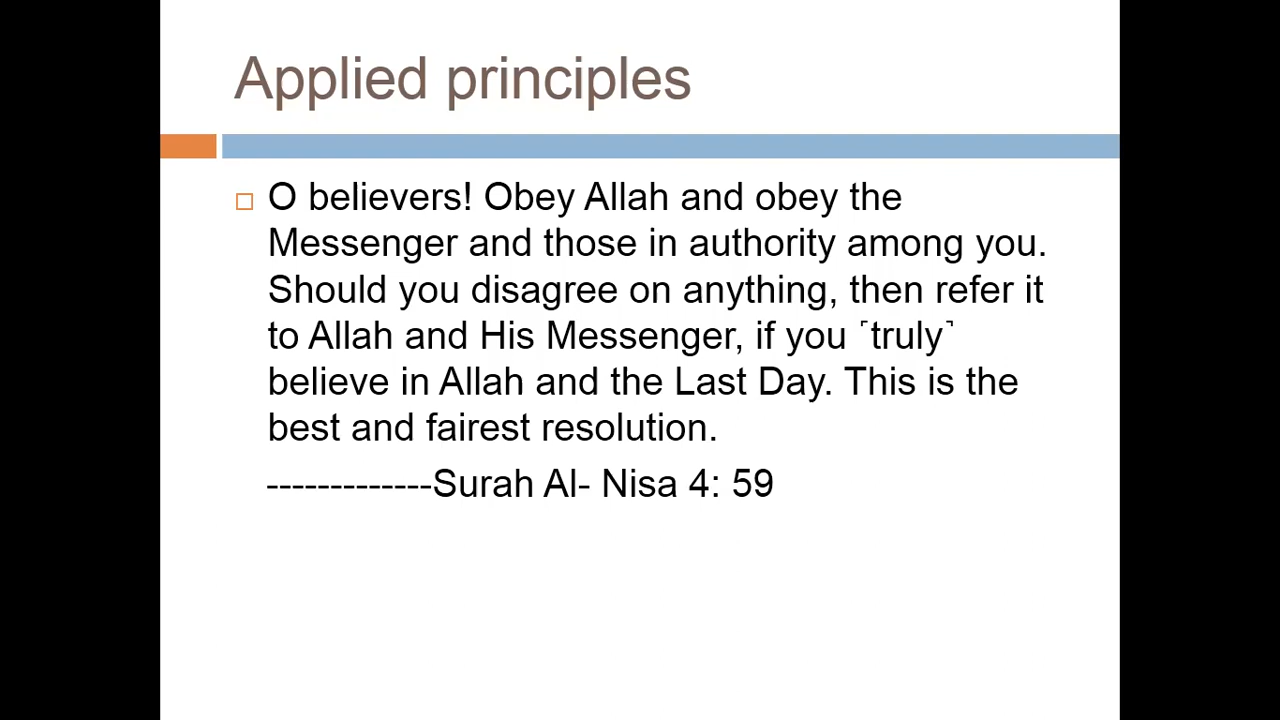 Applied principles
O believers! Obey Allah and obey the
Messenger and those in authority among you.
Should you disagree on anything, then refer it
to Allah and His Messenger, if you ˹truly˺
believe in Allah and the Last Day. This is the
best and fairest resolution.
-------------Surah Al- Nisa 4: 59